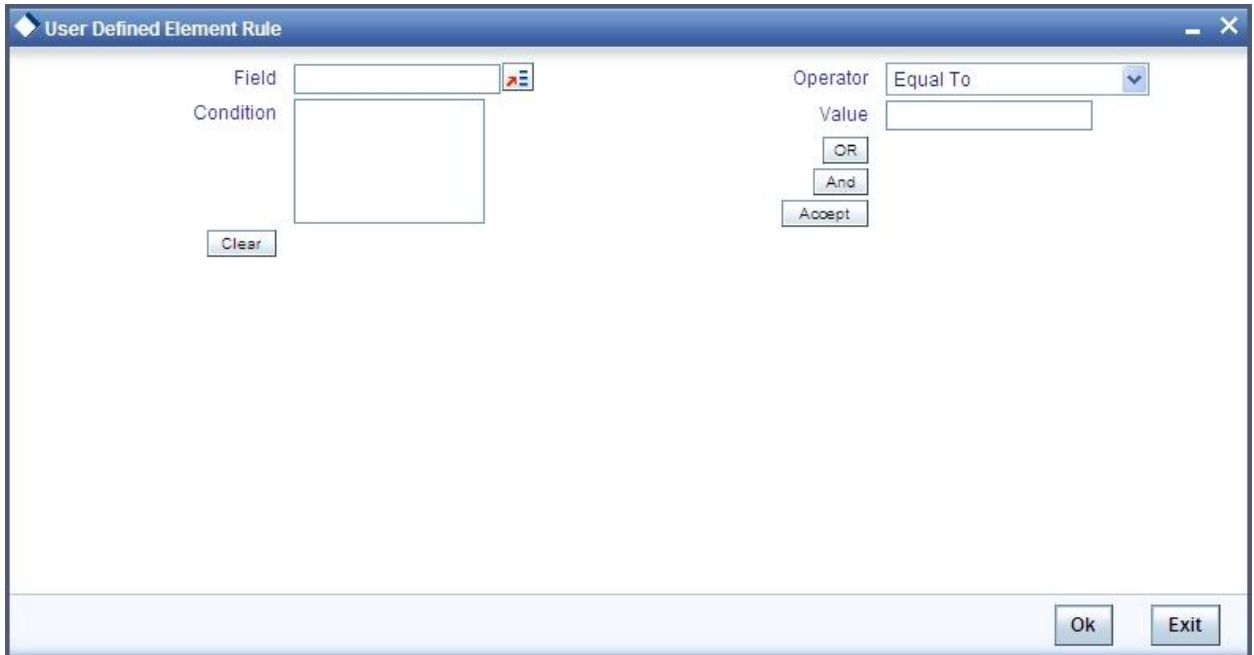 User Defined Element Rule
Field
Operator
Equal To
Condition
Value
OR
And
Accept
Clear
Ok
Exit